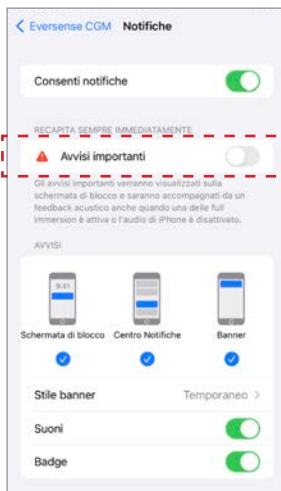 Eversense CGM Notifiche
Consenti notifiche
RECAPITA SEMPRE IMMEDIATAMENTE
Avvisi importanti
Gli avvisi importanti verranno visualizzati sulla
schermata di blocco e saranno accompagnati da un
feedback acustico anche quando una delle full
immersion è attiva o l'audio di iPhone è disattivato.
AVVISI
9:41
Schermata di blocco Centro Notifiche Banner
Stile banner Temporaneo
Suoni
Badge